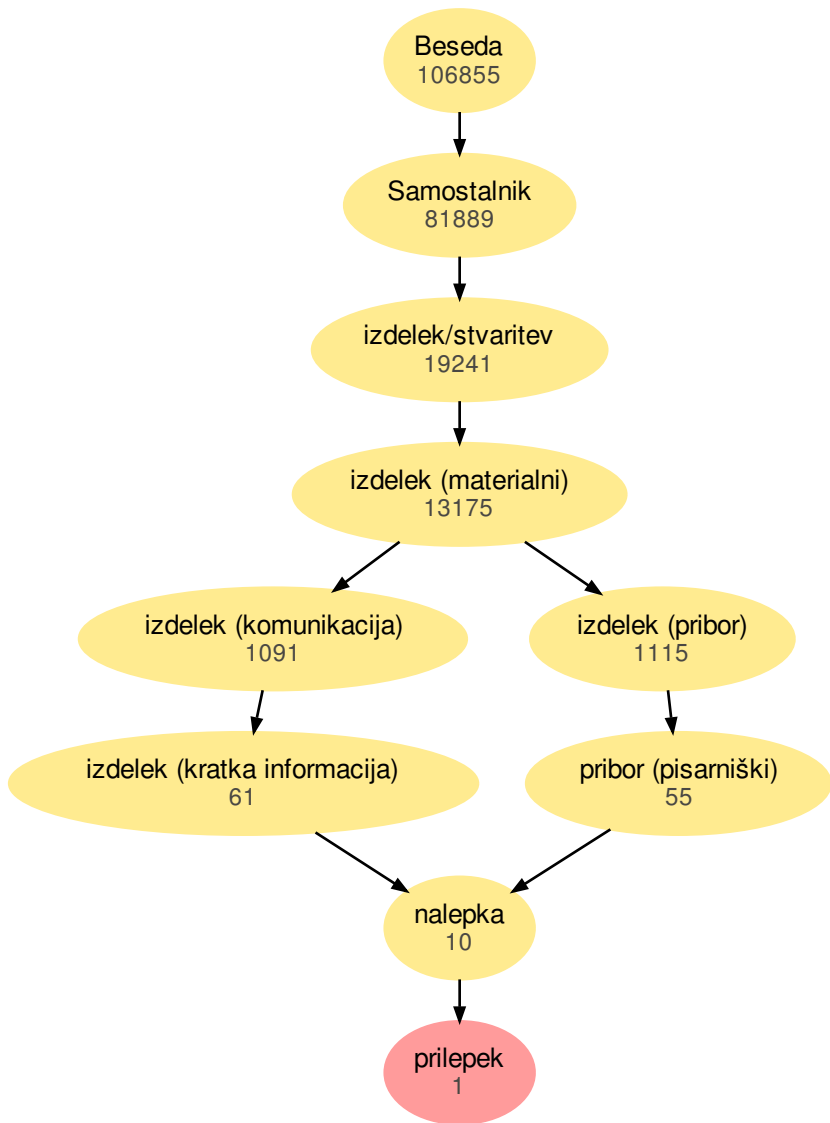 Beseda
106855
Samostalnik
81889
izdelek/stvaritev
19241
izdelek (materialni)
13175
izdelek (komunikacija)
1091
izdelek (pribor)
1115
izdelek (kratka informacija)
61
pribor (pisarniški)
55
nalepka
10
prilepek
1